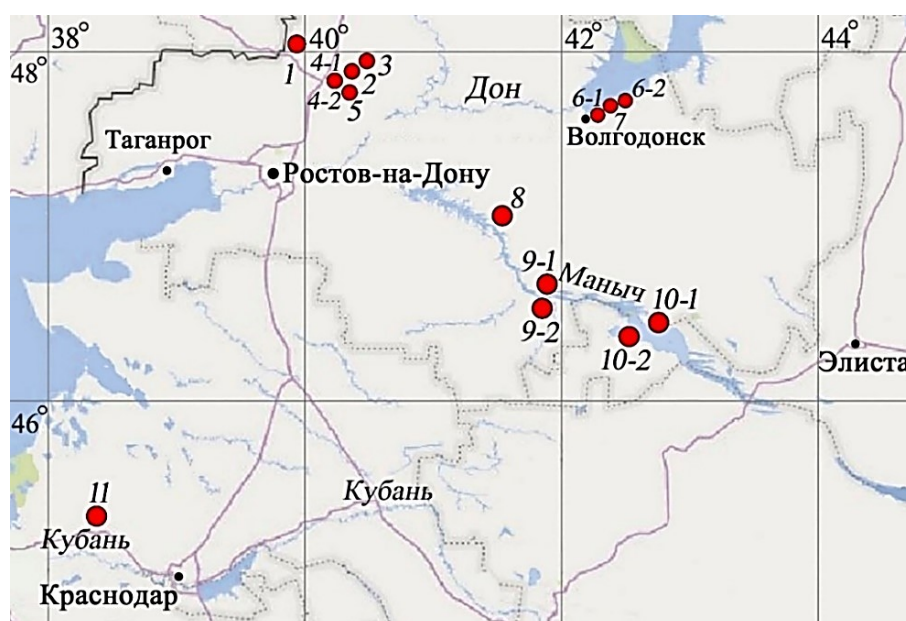 38°
40°
42°
44°
48°
1
4-1
3
2
4-2
5
Дон
6-1
6-2
7
Волгодонск
Таганрог
Ростов-на-Дону
8
9-1
Маныч
9-2
10-1
10-2
Элиста
46°
11
Кубань
Кубань
Краснодар